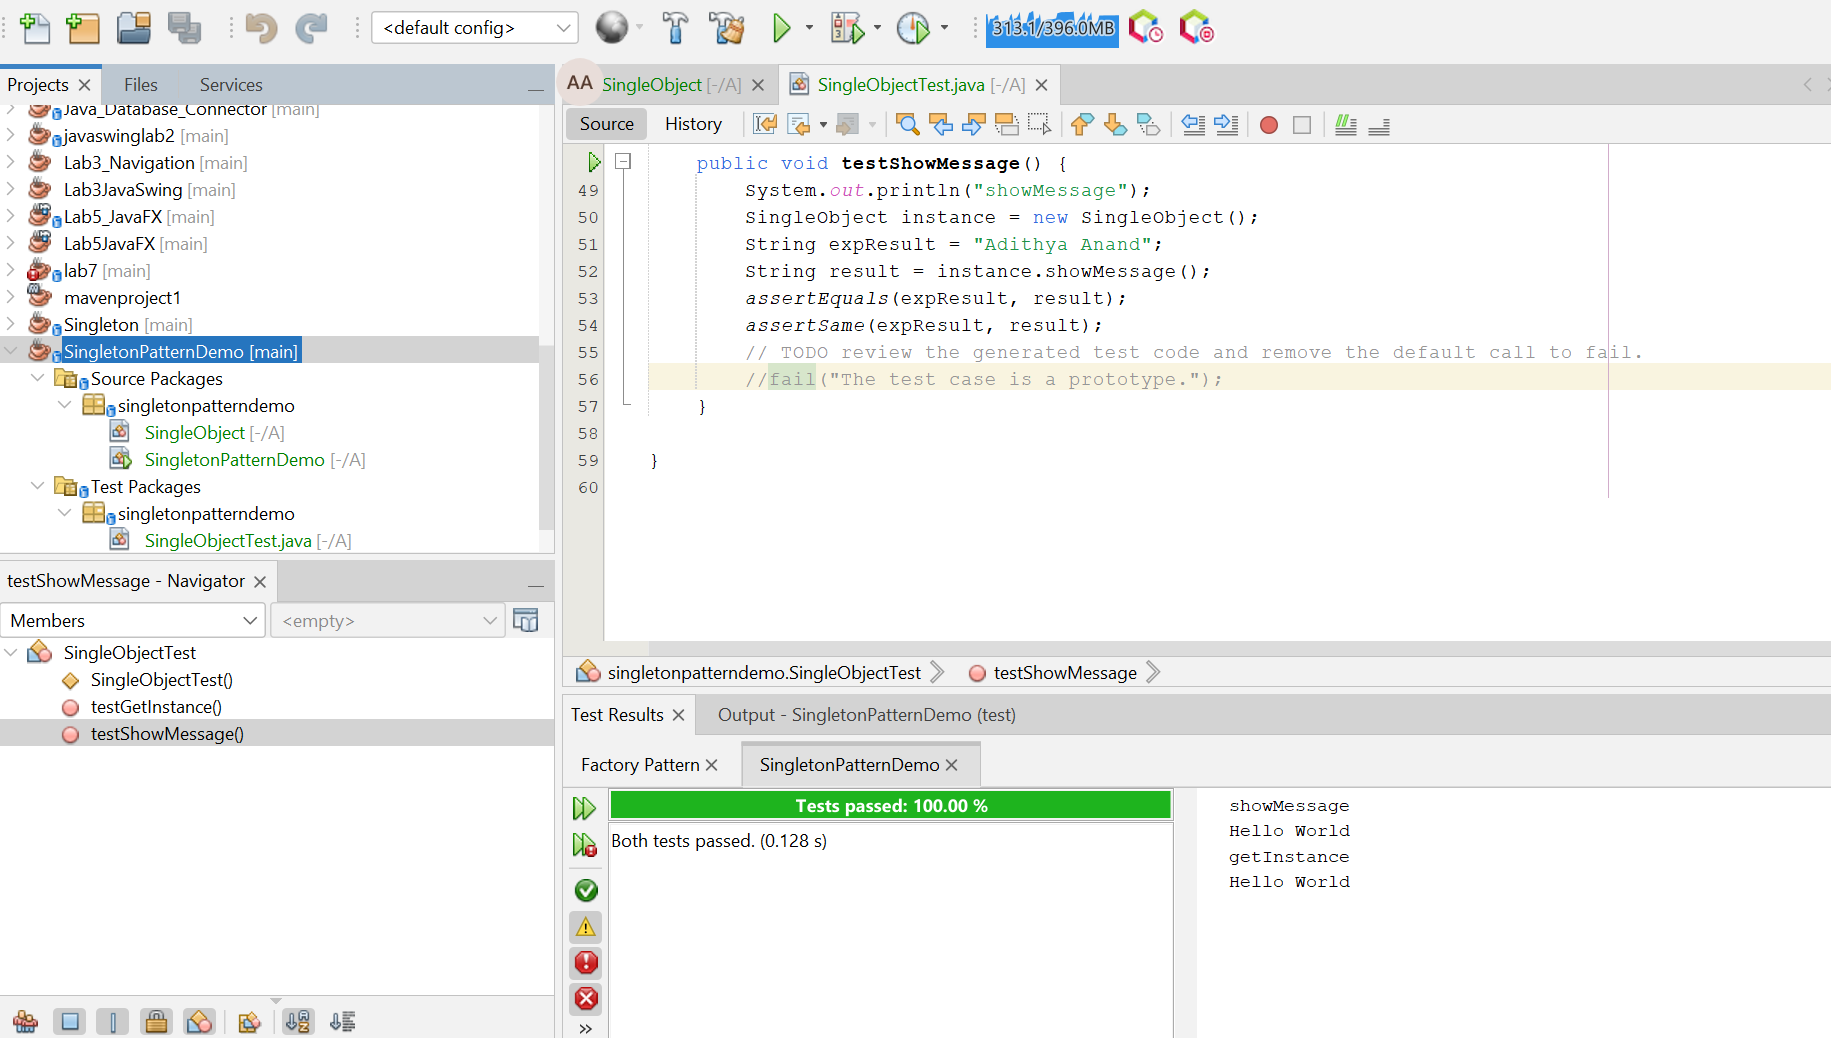 <default config>
313.1/396.0MB
Projects
Files
Services
Java_Database_Connector [main]
javaswinglab2 [main]
Lab3_Navigation [main]
Lab3JavaSwing [main]
Lab5_JavaFX [main]
Lab5JavaFX [main]
lab7 [main]
mavenproject1
Singleton [main]
SingletonPatternDemo [main]
Source Packages
singletonpatterndemo
SingleObject [-/A]
SingletonPatternDemo [-/A]
Test Packages
singletonpatterndemo
SingleObjectTest.java [-/A]
testShowMessage - Navigator
Members
<empty>
SingleObjectTest
SingleObjectTest()
testGetInstance()
testShowMessage()
AA
SingleObject [-/A]
SingleObjectTest.java [-/A]
Source
History
public void testShowMessage() {
49 System.out.println("showMessage");
50 SingleObject instance = new SingleObject();
51 String expResult = "Adithya Anand";
52 String result = instance.showMessage();
53 assertEquals(expResult, result);
54 assertSame(expResult, result);
55 // TODO review the generated test code and remove the default call to fail.
56 //fail("The test case is a prototype.");
57 }
58
59 }
60
singletonpatterndemo.SingleObjectTest
testShowMessage
Test Results
Output - SingletonPatternDemo (test)
Factory Pattern
SingletonPatternDemo
Tests passed: 100.00 %
Both tests passed. (0.128 s)
showMessage
Hello World
getInstance
Hello World